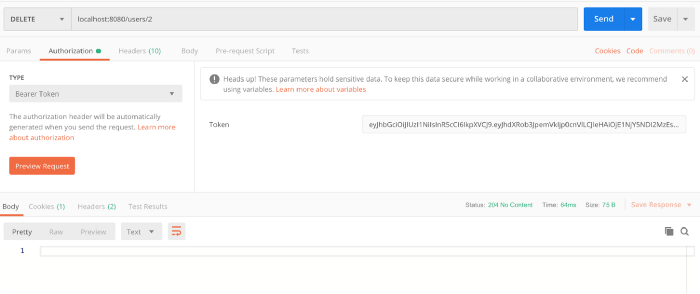 DELETE localhost:8080/users/2 Send Save
Params Authorization Headers (10) Body Pre-request Script Tests Cookies Code Comments (0)
TYPE
Bearer Token
The authorization header will be automatically
generated when you send the request. Learn more
about authorization
Preview Request
Heads up! These parameters hold sensitive data. To keep this data secure while working in a collaborative environment, we recommend
using variables. Learn more about variables
Token
Body Cookies (1) Headers (2) Test Results Status: 204 No Content Time: 64ms Size: 75 B Save Response
Pretty Raw Preview Text
1